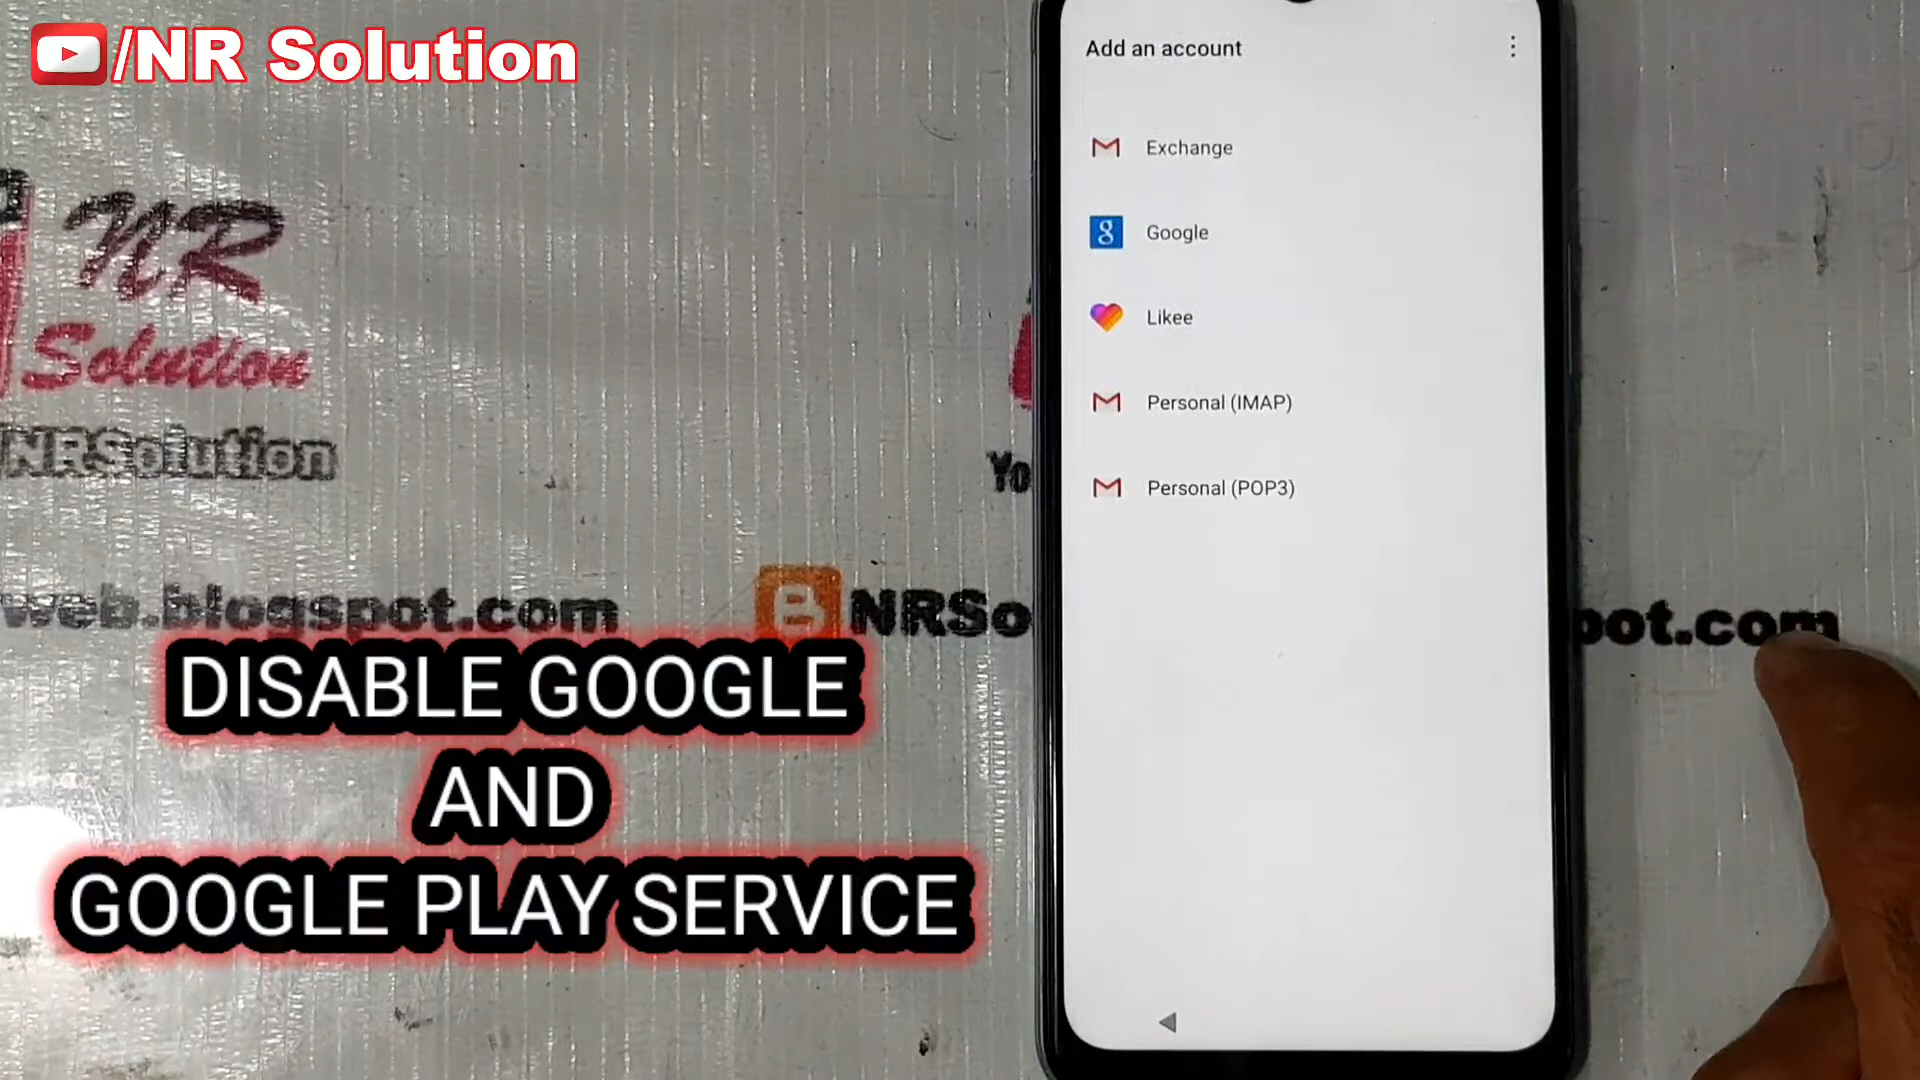 /NR Solution
Add an account
Exchange
Google
Likee
Personal (IMAP)
Personal (POP3)
NR
Solution
NRSolution
Yo
web.blogspot.com
NRSo
pot.com
DISABLE GOOGLE
AND
GOOGLE PLAY SERVICE